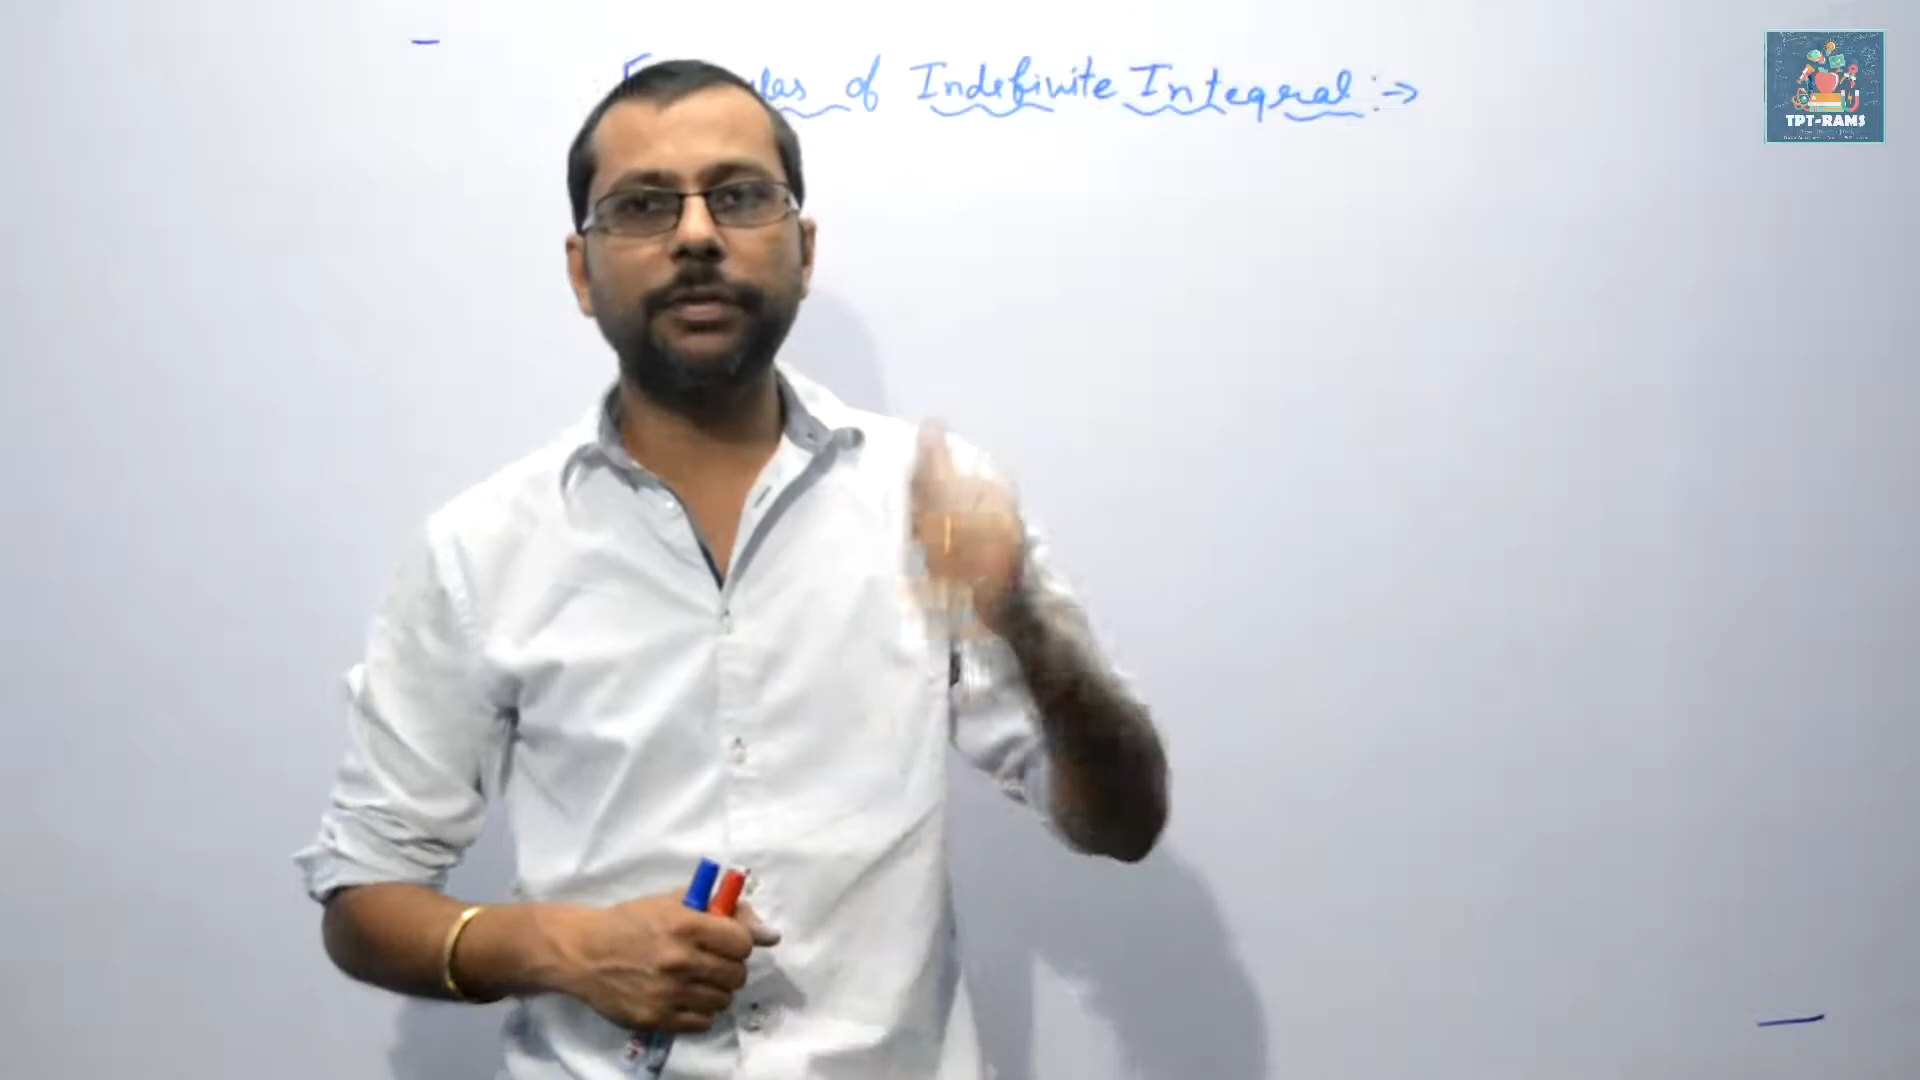 of Indefinite Integral :→
TPT-RAMS